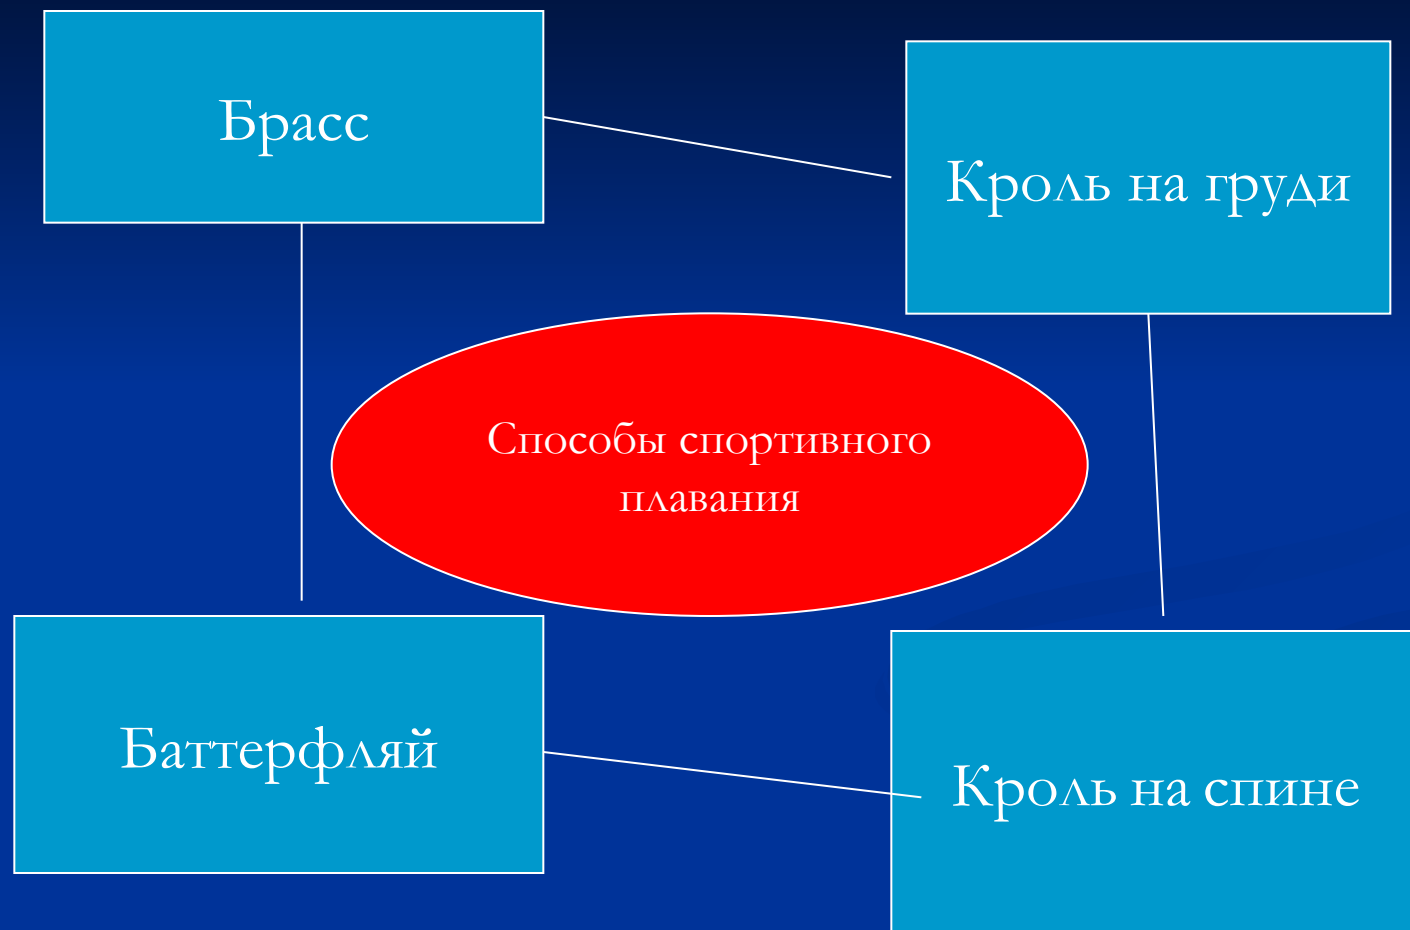 Брасс
Кроль на груди
Способы спортивного
плавания
Баттерфляй
Кроль на спине